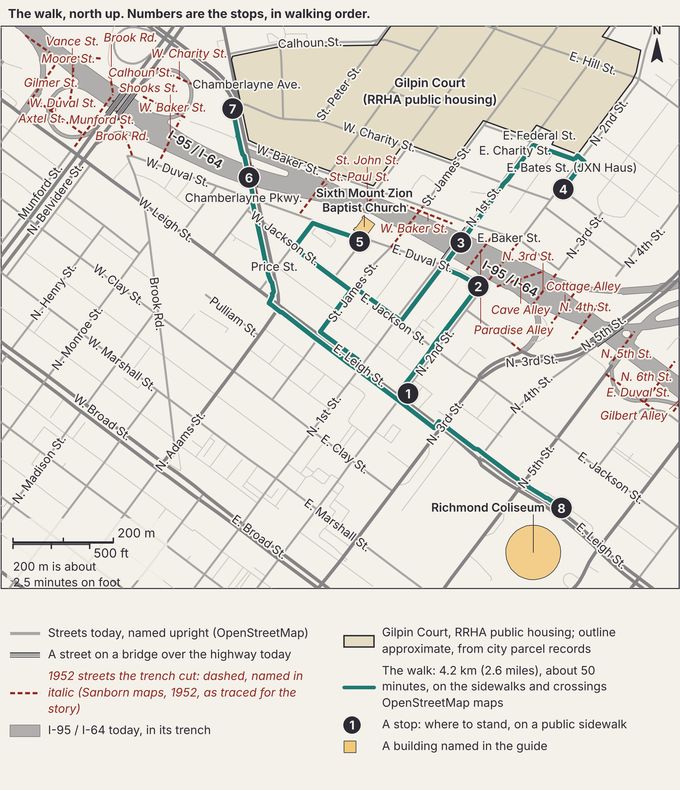 The walk, north up. Numbers are the stops, in walking order.
N
Vance St.
Brook Rd.
Moore St.
W. Charity St.
Calhoun St.
E. Hill St.
Gilmer St.
Calhoun St.
Shooks St.
Chamberlayne Ave.
Gilpin Court
(RRHA public housing)
W. Duval St.
W. Baker St.
St. Peter St.
7
Axtel St.
Munford St.
Brook Rd.
W. Charity St.
N. 2nd St.
I-95 / I-64
E. Federal St.
E. Charity St.
W. Baker St.
St. John St.
St. Paul St.
St. James St.
E. Bates St. (JXN Haus)
W. Duval St.
6
4
Munford St.
N. Belvidere St.
Chamberlayne Pkwy.
Sixth Mount Zion
Baptist Church
N. 1st St.
W. Leigh St.
W. Jackson St.
W. Baker St.
5
3
E. Baker St.
N. 3rd St.
N. 4th St.
Price St.
E. Duval St.
N. 3rd St.
I-95 / I-64
N. Henry St.
W. Clay St.
Brook Rd.
St. James St.
2
Cottage Alley
Pulliam St.
E. Jackson St.
Cave Alley
N. 4th St.
Paradise Alley
N. Monroe St.
N. 5th St.
W. Marshall St.
E. Leigh St.
N. 2nd St.
N. 3rd St.
N. 5th St.
N. 6th St.
1
N. 4th St.
E. Duval St.
Gilbert Alley
W. Broad St.
N. Adams St.
N. 1st St.
N. 3rd St.
N. Madison St.
E. Clay St.
N. 5th St.
E. Jackson St.
E. Marshall St.
Richmond Coliseum
8
E. Broad St.
E. Leigh St.
200 m
500 ft
200 m is about
2.5 minutes on foot
Streets today, named upright (OpenStreetMap)
A street on a bridge over the highway today
1952 streets the trench cut: dashed, named in
italic (Sanborn maps, 1952, as traced for the
story)
I-95 / I-64 today, in its trench
Gilpin Court, RRHA public housing; outline
approximate, from city parcel records
The walk: 4.2 km (2.6 miles), about 50
minutes, on the sidewalks and crossings
OpenStreetMap maps
1
A stop: where to stand, on a public sidewalk
A building named in the guide